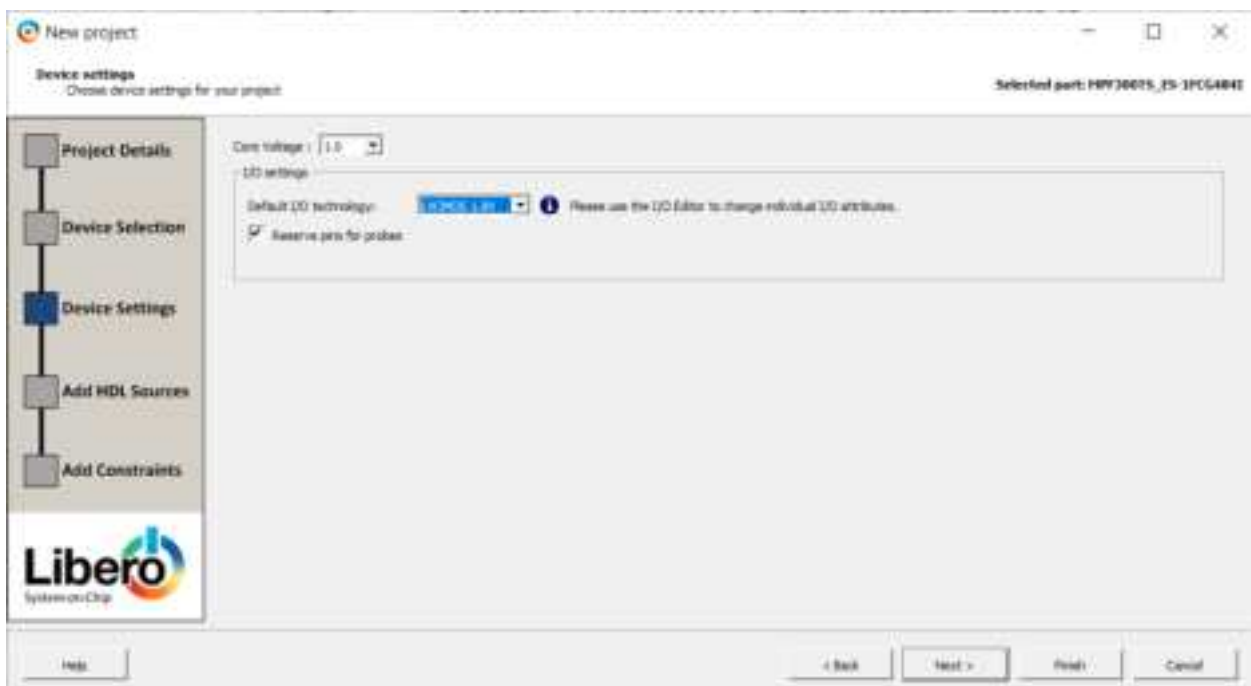 New project
Device settings
Choose device settings for your project
Selected part: MPF300TS_ES-1FCG484I
Project Details
Device Selection
Device Settings
Add HDL Sources
Add Constraints
Core Voltage : 1.0
I/O settings
Default I/O technology: LVCMOS 1.8V
Please use the I/O Editor to change individual I/O attributes.
Reserve pins for probes
Libero
System on Chip
Help
< Back
Next >
Finish
Cancel